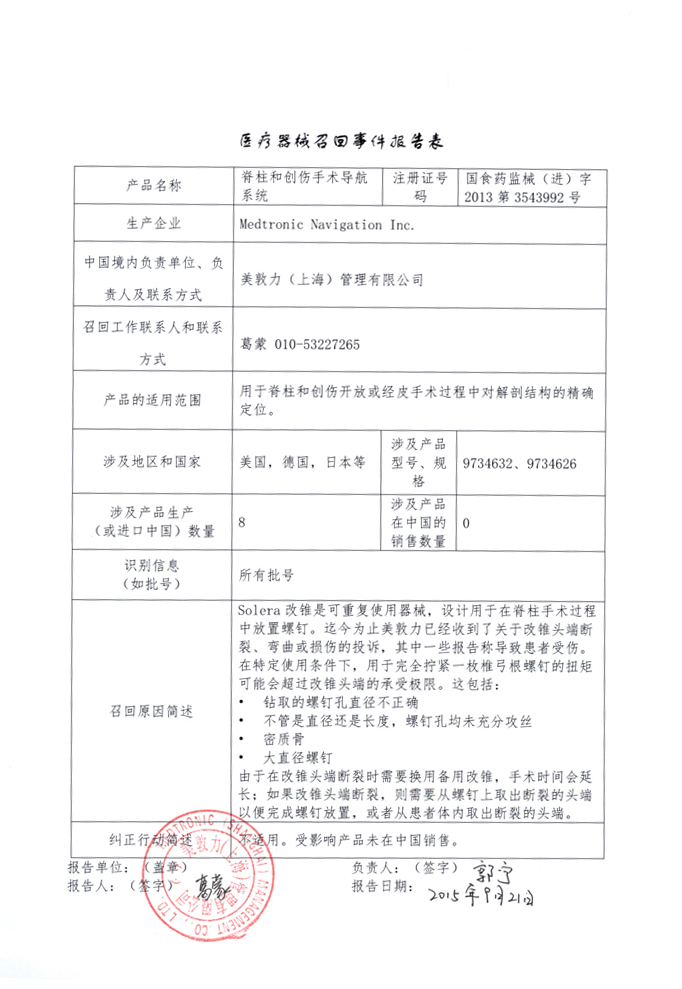 医疗器械召回事件报告表
产品名称
脊柱和创伤手术导航
系统
注册证号
码
国食药监械（进）字
2013 第 3543992 号
生产企业
Medtronic Navigation Inc.
中国境内负责单位、负
责人及联系方式
美敦力（上海）管理有限公司
召回工作联系人和联系
方式
葛蒙 010-53227265
产品的适用范围
用于脊柱和创伤开放或经皮手术过程中对解剖结构的精确
定位。
涉及地区和国家
美国，德国，日本等
涉及产品
型号、规
格
9734632、9734626
涉及产品生产
（或进口中国）数量
8
涉及产品
在中国的
销售数量
0
识别信息
（如批号）
所有批号
召回原因简述
Solera 改锥是可重复使用器械，设计用于在脊柱手术过程
中放置螺钉。迄今为止美敦力已经收到了关于改锥头端断
裂、弯曲或损伤的投诉，其中一些报告称导致患者受伤。
在特定使用条件下，用于完全拧紧一枚椎弓根螺钉的扭矩
可能会超过改锥头端的承受极限。这包括：
• 钻取的螺钉孔直径不正确
• 不管是直径还是长度，螺钉孔均未充分攻丝
• 密质骨
• 大直径螺钉
由于在改锥头端断裂时需要换用备用改锥，手术时间会延
长；如果改锥头端断裂，则需要从螺钉上取出断裂的头端
以便完成螺钉放置，或者从患者体内取出断裂的头端。
纠正行动简述
不适用。受影响产品未在中国销售。
报告单位：（盖章）
负责人：（签字） 郭宁
报告人：（签字） 葛蒙
报告日期： 2015年9月21日
MEDTRONIC (SHANGHAI) MANAGEMENT CO., LTD.
美敦力(上海)管理有限公司